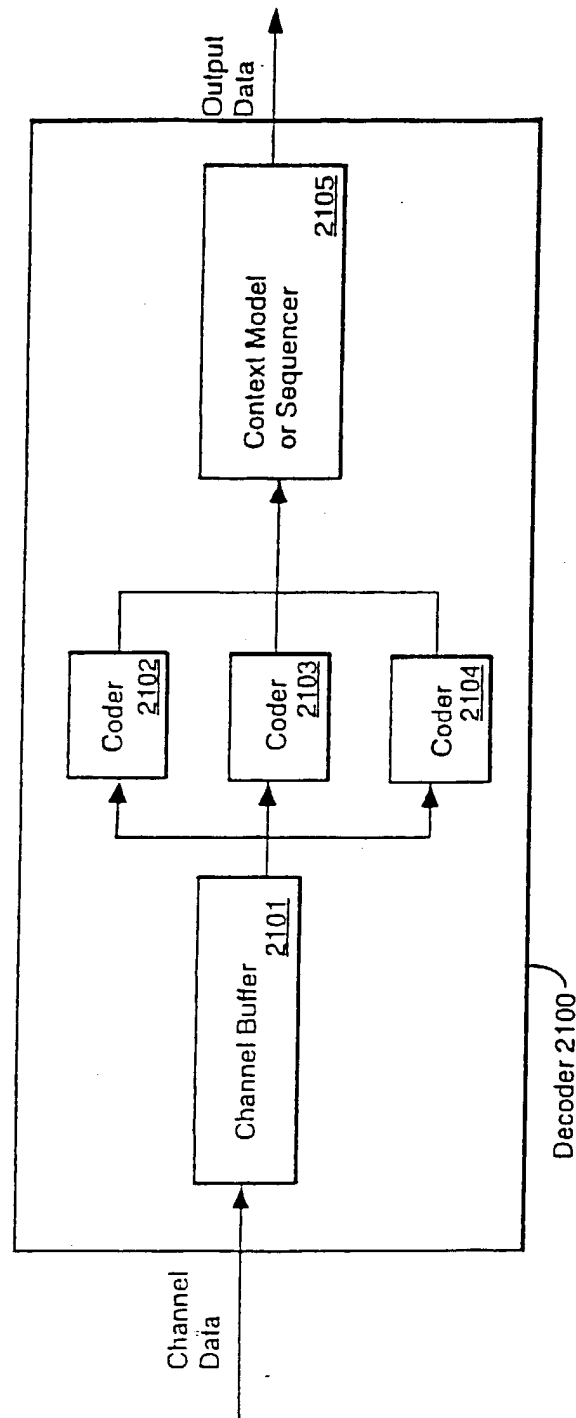 Channel
Data
Channel Buffer
2101
Coder
2102
Coder
2103
Coder
2104
Context Model
or Sequencer
2105
Output
Data
Decoder 2100